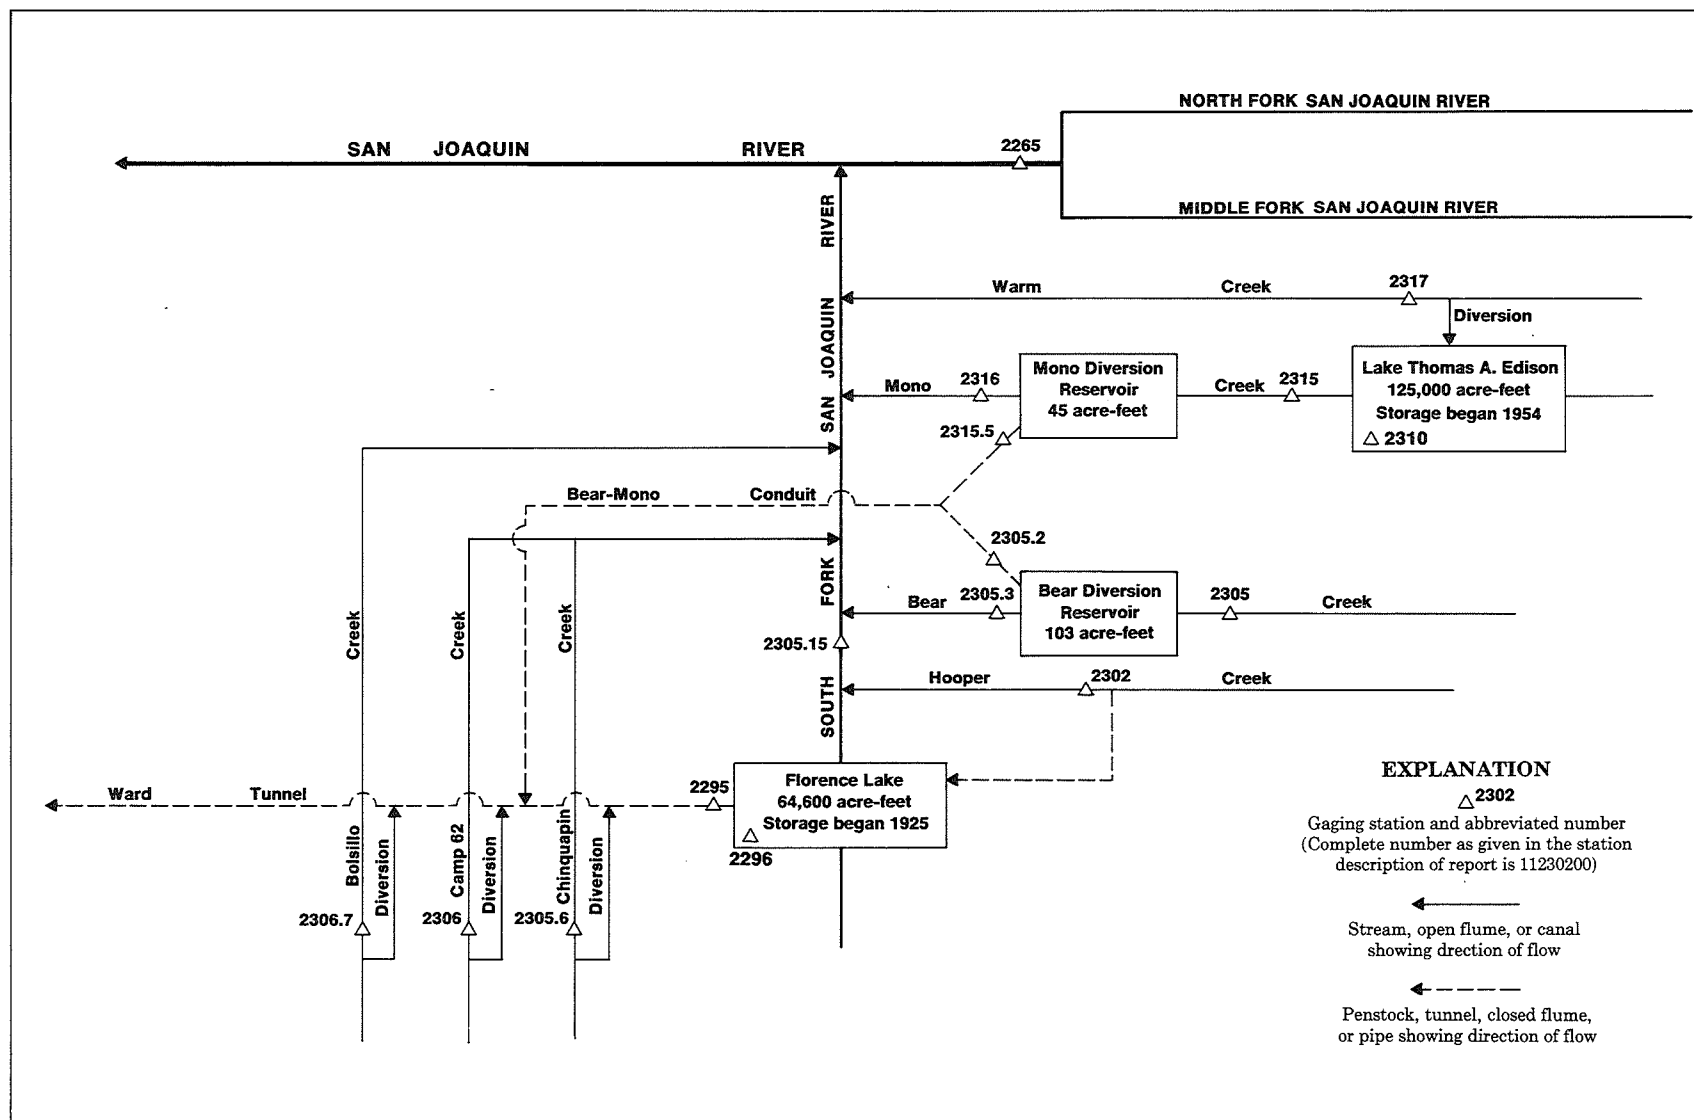 NORTH FORK SAN JOAQUIN RIVER
SAN JOAQUIN RIVER
2265
MIDDLE FORK SAN JOAQUIN RIVER
SOUTH FORK SAN JOAQUIN RIVER
Warm Creek
2317
Diversion
Mono Diversion
Reservoir
45 acre-feet
Lake Thomas A. Edison
125,000 acre-feet
Storage began 1954
2310
Mono
2316
Creek
2315
2315.5
Bear-Mono Conduit
2305.2
Bear Diversion
Reservoir
103 acre-feet
Bear
2305.3
2305
Creek
2305.15
Hooper
2302
Creek
Florence Lake
64,600 acre-feet
Storage began 1925
2296
2295
Ward Tunnel
Bolsillo Creek
Diversion
2306.7
Camp 62 Creek
Diversion
2306
Chinquapin Creek
Diversion
2305.6
EXPLANATION
2302
Gaging station and abbreviated number
(Complete number as given in the station
description of report is 11230200)
Stream, open flume, or canal
showing direction of flow
Penstock, tunnel, closed flume,
or pipe showing direction of flow